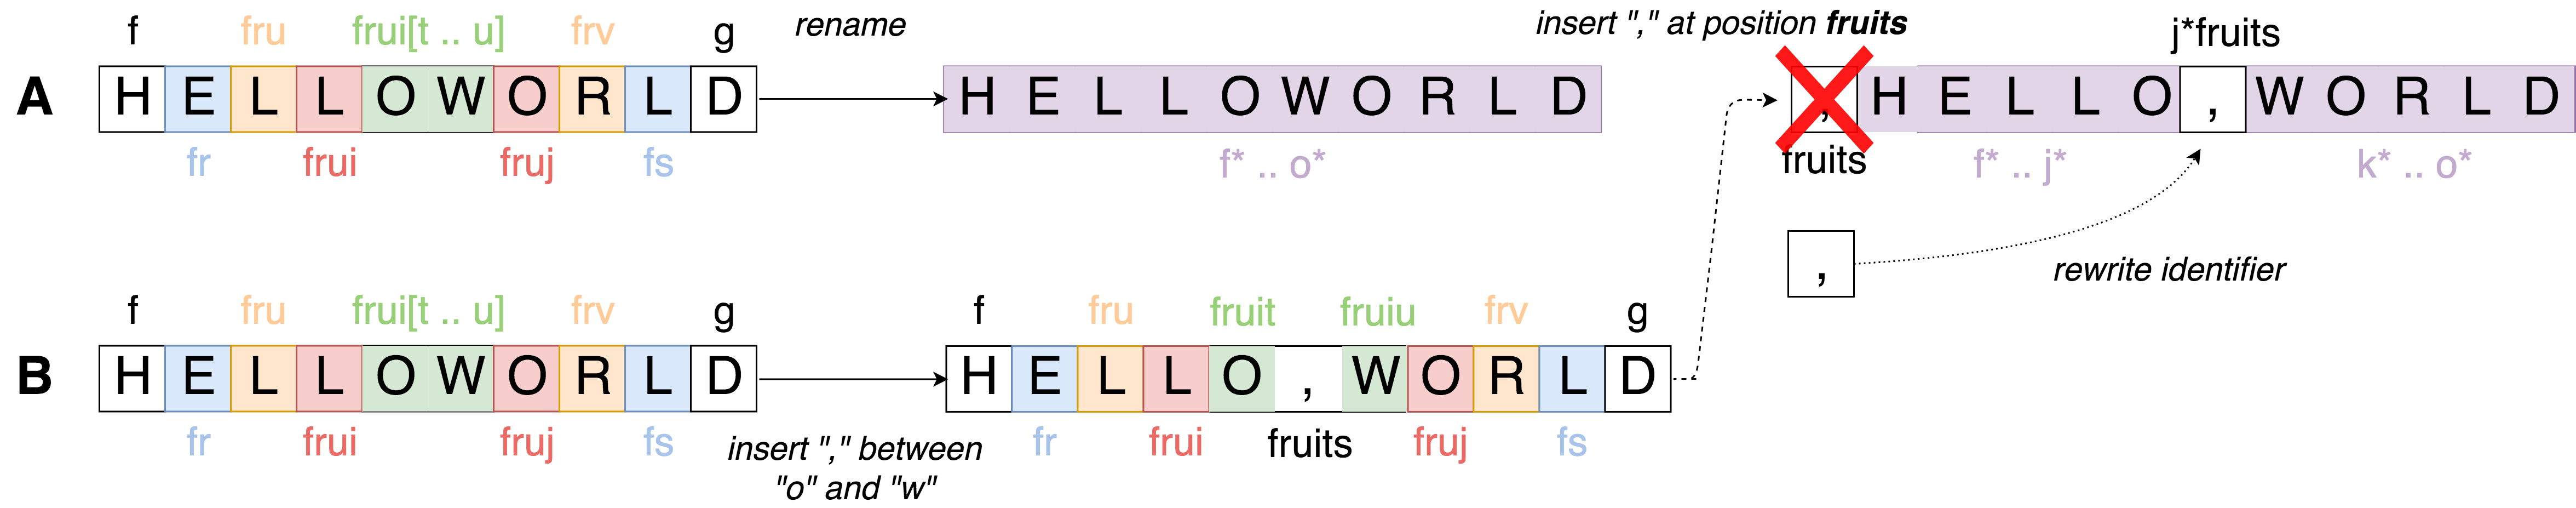 f fru frui[t .. u] frv g rename insert "," at position fruits j*fruits
A H E L L O W O R L D H E L L O W O R L D , H E L L O , W O R L D
fr frui fruj fs f* .. o* fruits f* .. j* k* .. o*
, rewrite identifier
f fru frui[t .. u] frv g f fru fruit fruiu frv g
B H E L L O W O R L D H E L L O , W O R L D
fr frui fruj fs insert "," between fr frui fruits fruj fs
"o" and "w"